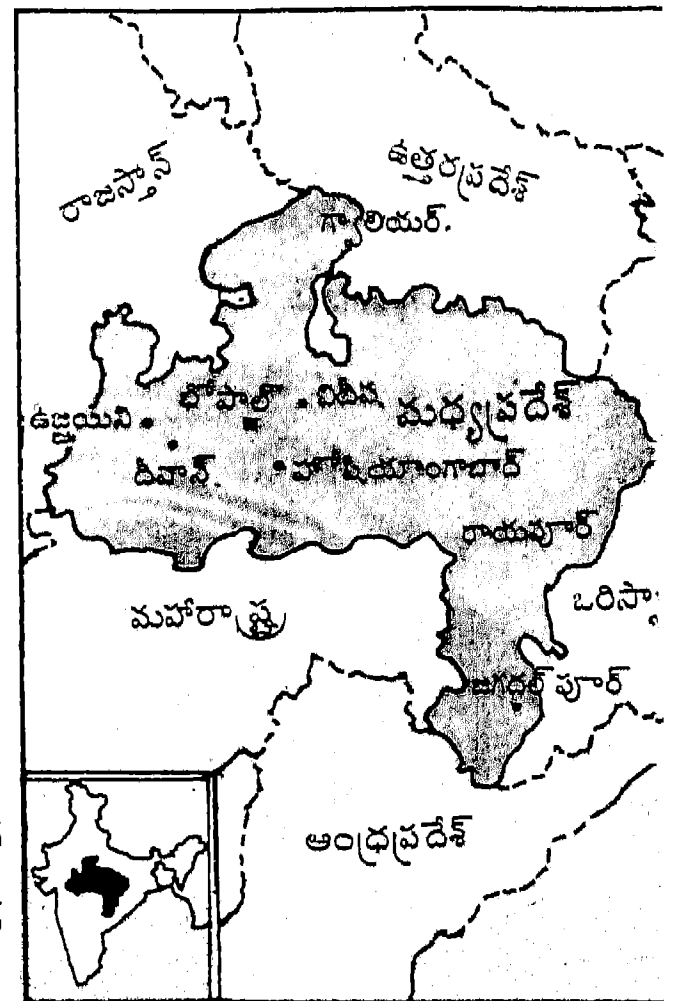 రాజస్తాన్
ఉత్తరప్రదేశ్
గ్వాలియర్.
ఉజ్జయిని
భోపాల్
విదీష
మధ్యప్రదేశ్
దీవాస్
హోషియాంగాబాద్
రాయపూర్
మహారాష్ట్ర
ఒరిస్సా
జగదల్ పూర్
ఆంధ్రప్రదేశ్